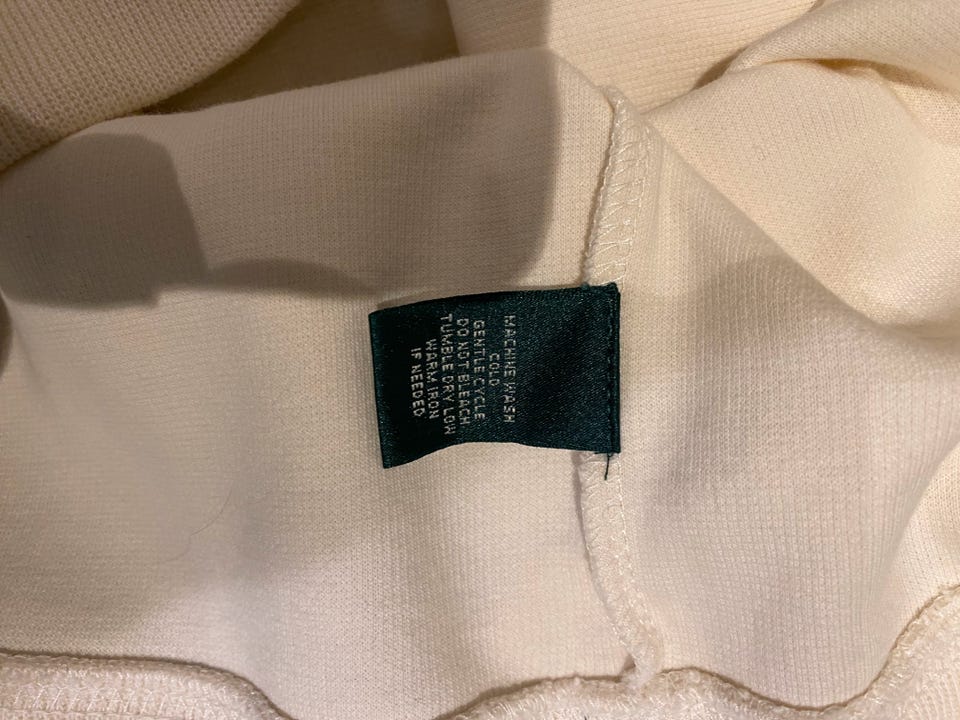 MACHINE WASH
COLD
GENTLE CYCLE
DO NOT BLEACH
TUMBLE DRY LOW
WARM IRON
IF NEEDED